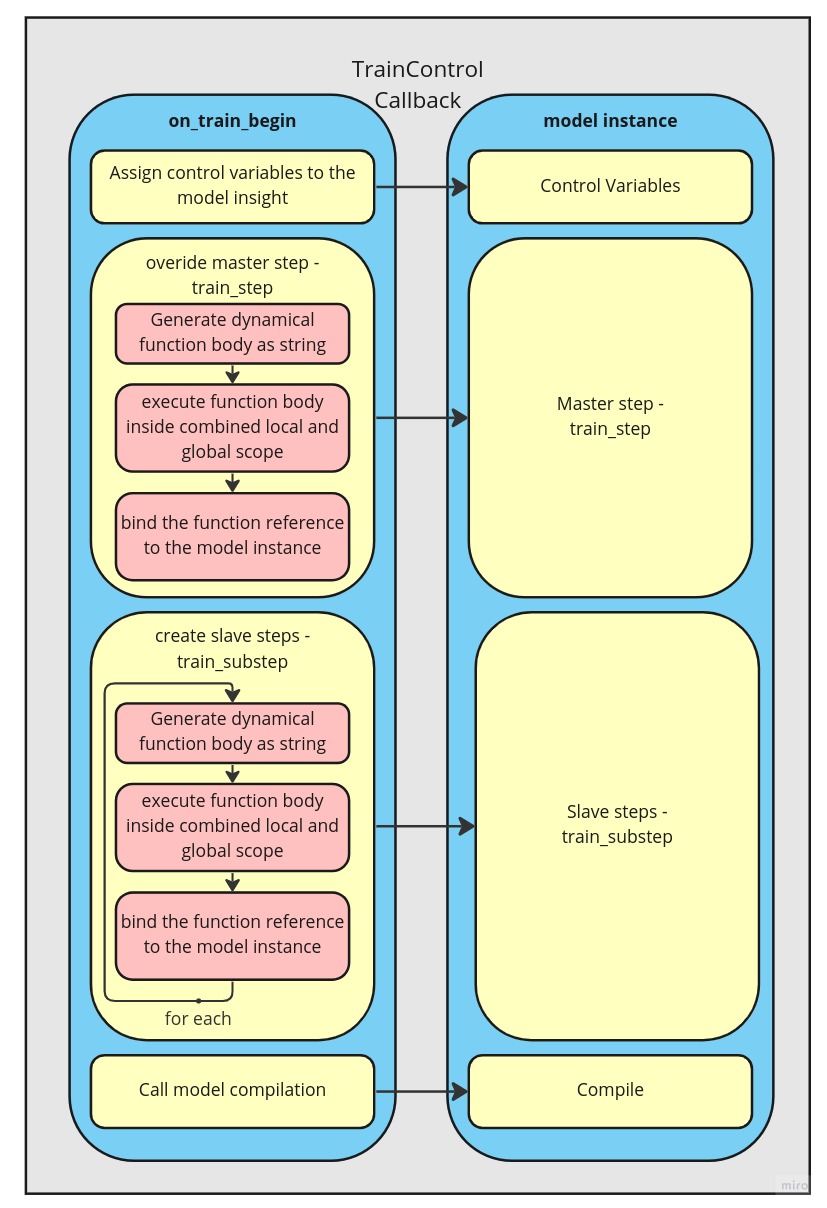 TrainControl
Callback
on_train_begin
model instance
Assign control variables to the
model insight
Control Variables
overide master step -
train_step
Generate dynamical
function body as string
execute function body
inside combined local and
global scope
bind the function reference
to the model instance
Master step -
train_step
create slave steps -
train_substep
Generate dynamical
function body as string
execute function body
inside combined local and
global scope
bind the function reference
to the model instance
for each
Slave steps -
train_substep
Call model compilation
Compile
miro